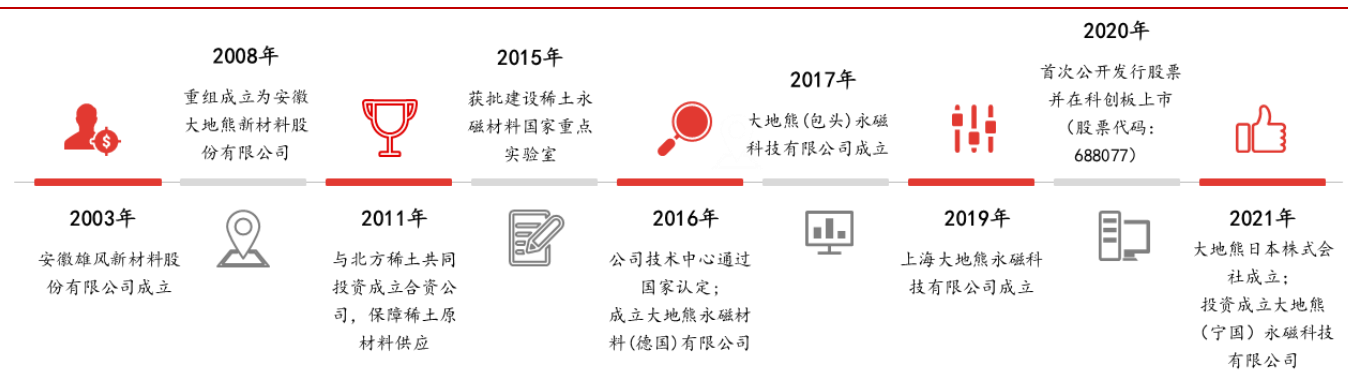 2003年
安徽雄风新材料股
份有限公司成立
2008年
重组成立为安徽
大地熊新材料股
份有限公司
2011年
与北方稀土共同
投资成立合资公
司，保障稀土原
材料供应
2015年
获批建设稀土永
磁材料国家重点
实验室
2016年
公司技术中心通过
国家认定；
成立大地熊永磁材
料(德国)有限公司
2017年
大地熊(包头)永磁
科技有限公司成立
2019年
上海大地熊永磁科
技有限公司成立
2020年
首次公开发行股票
并在科创板上市
（股票代码：
688077）
2021年
大地熊日本株式会
社成立；
投资成立大地熊
（宁国）永磁科技
有限公司